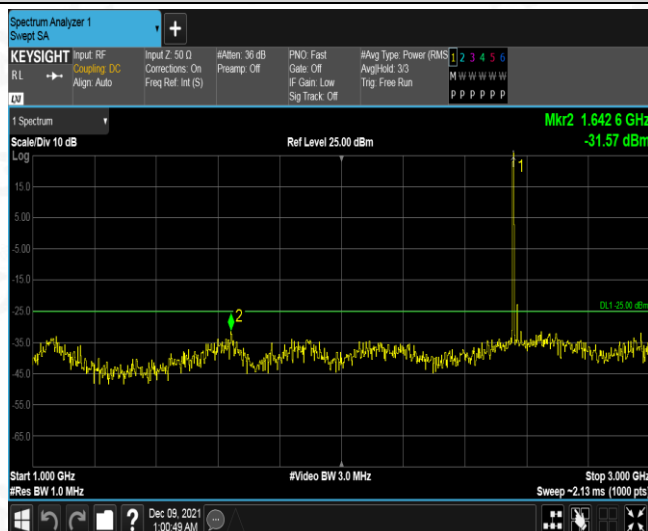 Spectrum Analyzer 1
Swept SA
+
KEYSIGHT
RL
LXI
Input: RF
Coupling: DC
Align: Auto
Input Z: 50 Ω
Corrections: On
Freq Ref: Int (S)
#Atten: 36 dB
Preamp: Off
PNO: Fast
Gate: Off
IF Gain: Low
Sig Track: Off
#Avg Type: Power (RMS
Avg|Hold: 3/3
Trig: Free Run
1 2 3 4 5 6
M W W W W W
P P P P P P
1 Spectrum
Mkr2 1.642 6 GHz
-31.57 dBm
Scale/Div 10 dB
Ref Level 25.00 dBm
Log
1
15.0
5.00
-5.00
-15.0
-25.0
DL1 -25.00 dBm
2
-35.0
-45.0
-55.0
-65.0
Start 1.000 GHz
#Video BW 3.0 MHz
Stop 3.000 GHz
#Res BW 1.0 MHz
Sweep ~2.13 ms (1000 pts)
?
Dec 09, 2021
1:00:49 AM